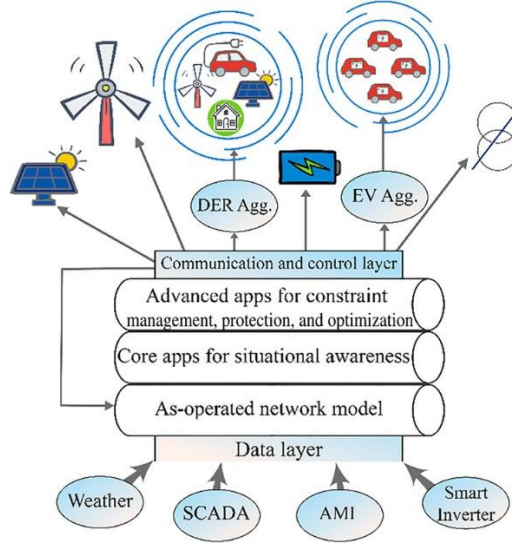 DER Agg.
EV Agg.
Communication and control layer
Advanced apps for constraint
management, protection, and optimization
Core apps for situational awareness
As-operated network model
Data layer
Weather
SCADA
AMI
Smart
Inverter